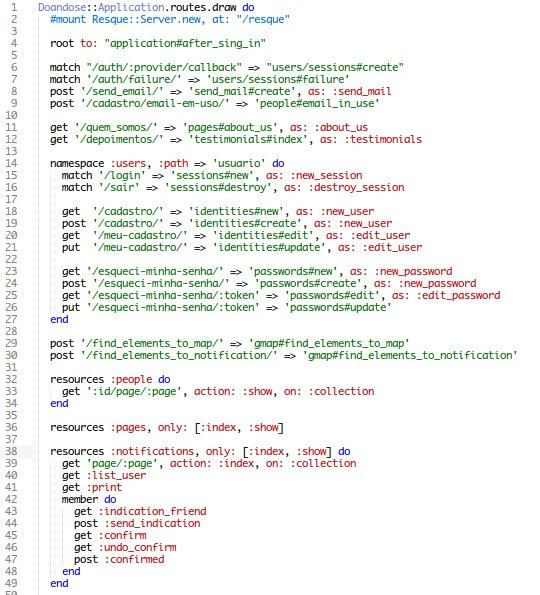 1 Doandose::Application.routes.draw do
2 #mount Resque::Server.new, at: "/resque"
3
4 root to: "application#after_sing_in"
5
6 match "/auth/:provider/callback" => "users/sessions#create"
7 match '/auth/failure/' => 'users/sessions#failure'
8 post '/send_email/' => 'send_mail#create', as: :send_mail
9 post '/cadastro/email-em-uso/' => 'people#email_in_use'
10
11 get '/quem_somos/' => 'pages#about_us', as: :about_us
12 get '/depoimentos/' => 'testimonials#index', as: :testimonials
13
14 namespace :users, :path => 'usuario' do
15 match '/login' => 'sessions#new', as: :new_session
16 match '/sair' => 'sessions#destroy', as: :destroy_session
17
18 get '/cadastro/' => 'identities#new', as: :new_user
19 post '/cadastro/' => 'identities#create', as: :new_user
20 get '/meu-cadastro/' => 'identities#edit', as: :edit_user
21 put '/meu-cadastro/' => 'identities#update', as: :edit_user
22
23 get '/esqueci-minha-senha/' => 'passwords#new', as: :new_password
24 post '/esqueci-minha-senha/' => 'passwords#create', as: :new_password
25 get '/esqueci-minha-senha/:token' => 'passwords#edit', as: :edit_password
26 put '/esqueci-minha-senha/:token' => 'passwords#update'
27 end
28
29 post '/find_elements_to_map/' => 'gmap#find_elements_to_map'
30 post '/find_elements_to_notification/' => 'gmap#find_elements_to_notification'
31
32 resources :people do
33 get ':id/page/:page', action: :show, on: :collection
34 end
35
36 resources :pages, only: [:index, :show]
37
38 resources :notifications, only: [:index, :show] do
39 get 'page/:page', action: :index, on: :collection
40 get :list_user
41 get :print
42 member do
43 get :indication_friend
44 post :send_indication
45 get :confirm
46 get :undo_confirm
47 post :confirmed
48 end
49 end